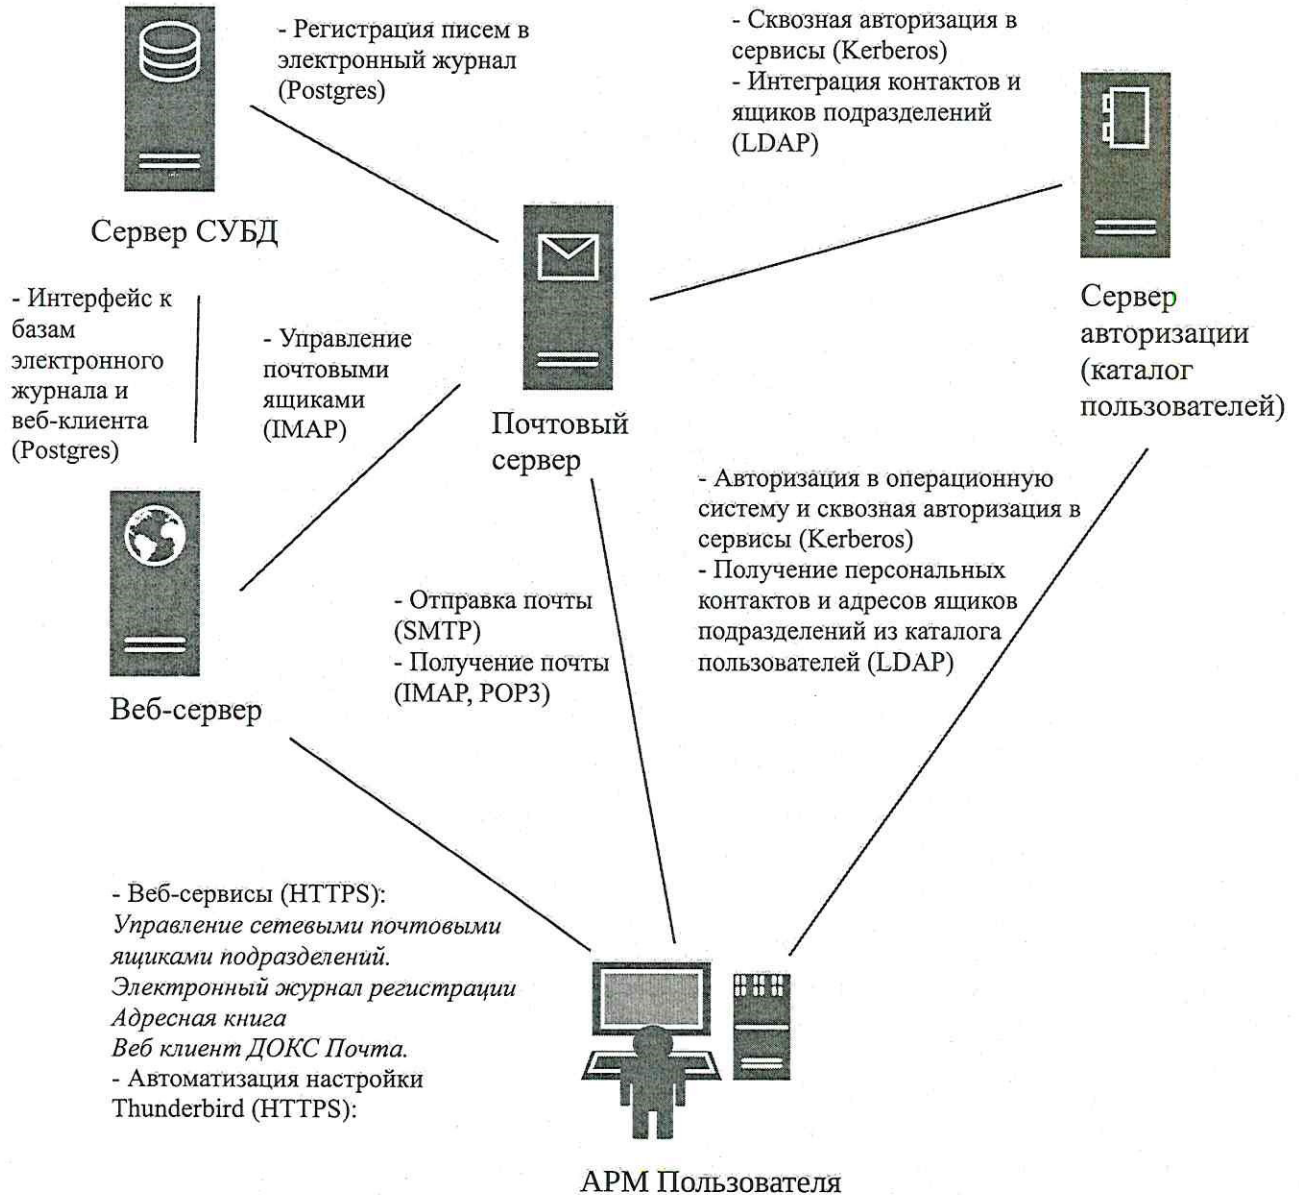 - Регистрация писем в
электронный журнал
(Postgres)
- Сквозная авторизация в
сервисы (Kerberos)
- Интеграция контактов и
ящиков подразделений
(LDAP)
Сервер СУБД
Сервер
авторизации
(каталог
пользователей)
- Интерфейс к
базам
электронного
журнала и
веб-клиента
(Postgres)
- Управление
почтовыми
ящиками
(IMAP)
Почтовый
сервер
- Авторизация в операционную
систему и сквозная авторизация в
сервисы (Kerberos)
- Получение персональных
контактов и адресов ящиков
подразделений из каталога
пользователей (LDAP)
- Отправка почты
(SMTP)
- Получение почты
(IMAP, POP3)
Веб-сервер
- Веб-сервисы (HTTPS):
Управление сетевыми почтовыми
ящиками подразделений.
Электронный журнал регистрации
Адресная книга
Веб клиент ДОКС Почта.
- Автоматизация настройки
Thunderbird (HTTPS):
АРМ Пользователя